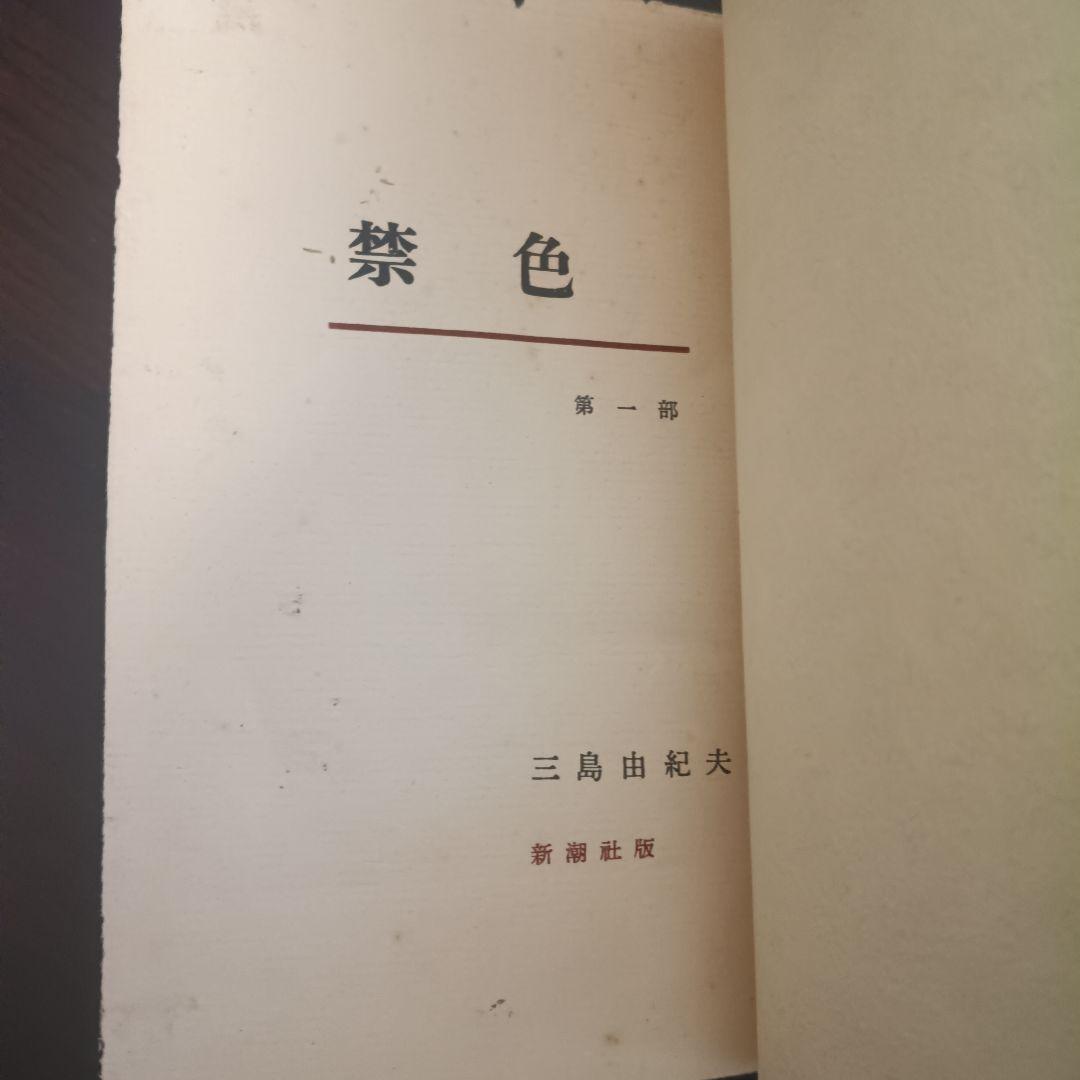 禁色
第一部
三島由紀夫
新潮社版